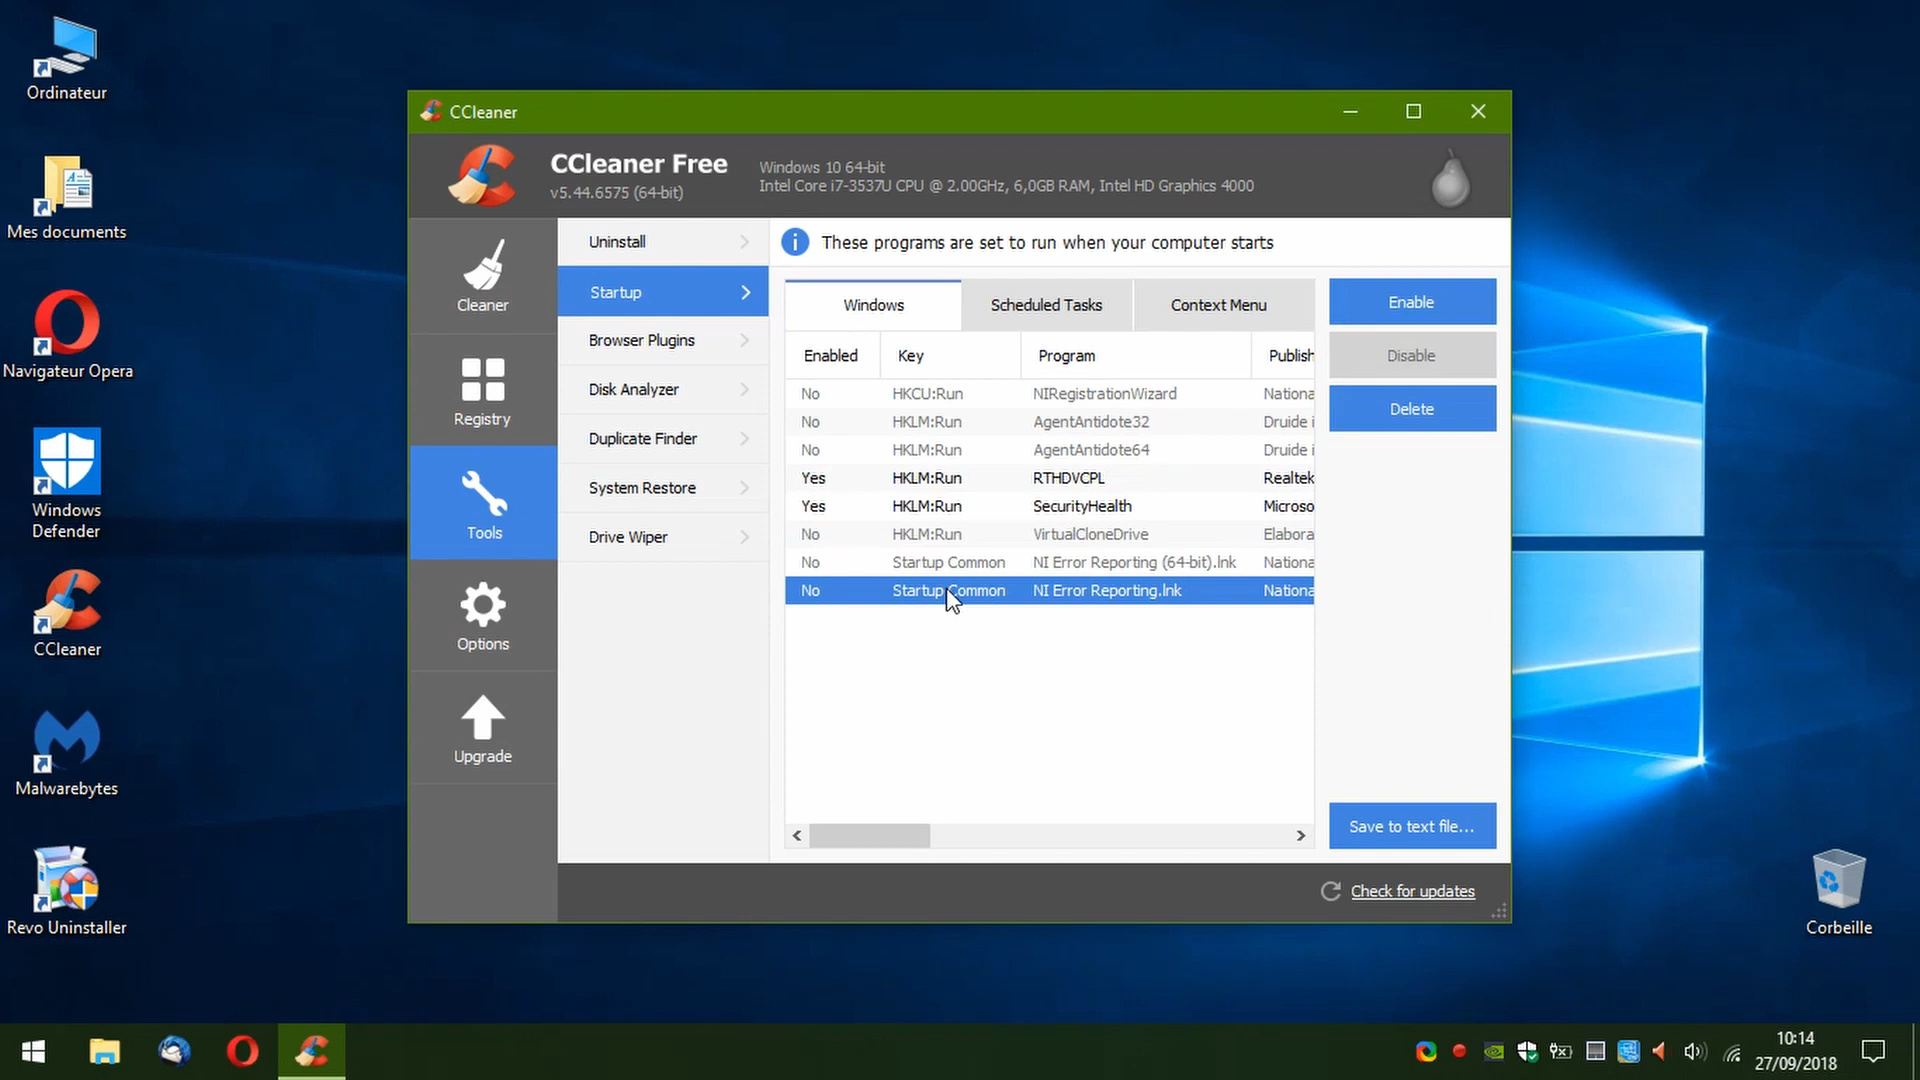 Ordinateur
Mes documents
Navigateur Opera
Windows
Defender
CCleaner
Malwarebytes
Revo Uninstaller
CCleaner
CCleaner Free
v5.44.6575 (64-bit)
Windows 10 64-bit
Intel Core i7-3537U CPU @ 2.00GHz, 6,0GB RAM, Intel HD Graphics 4000
Cleaner
Registry
Tools
Options
Upgrade
Uninstall
Startup
Browser Plugins
Disk Analyzer
Duplicate Finder
System Restore
Drive Wiper
These programs are set to run when your computer starts
Windows Scheduled Tasks Context Menu
Enabled Key Program Publish
No HKCU:Run NIRegistrationWizard Nationa
No HKLM:Run AgentAntidote32 Druide i
No HKLM:Run AgentAntidote64 Druide i
Yes HKLM:Run RTHDVCPL Realtek
Yes HKLM:Run SecurityHealth Microso
No HKLM:Run VirtualCloneDrive Elabora
No Startup Common NI Error Reporting (64-bit).lnk Nationa
No Startup Common NI Error Reporting.lnk Nationa
Enable
Disable
Delete
Save to text file...
Check for updates
Corbeille
10:14
27/09/2018